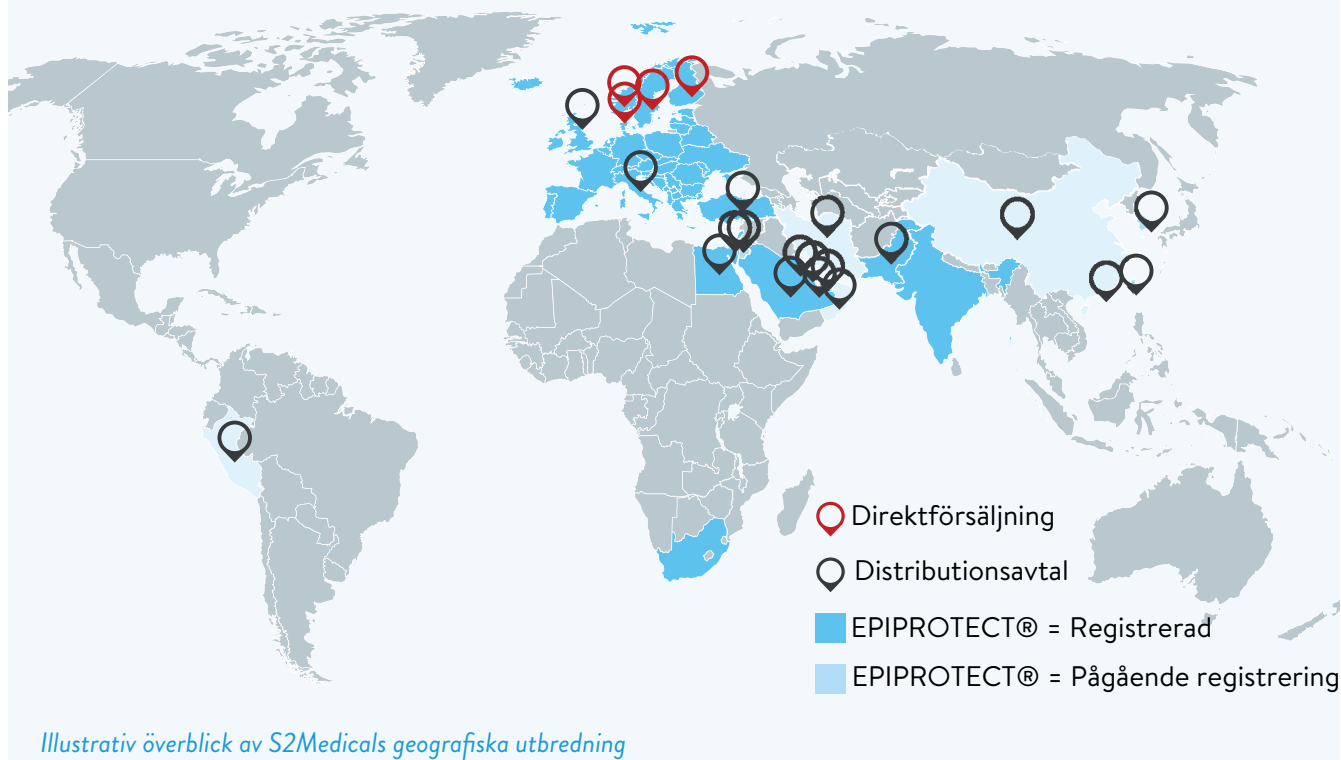 Direktförsäljning
Distributionsavtal
EPIPROTECT® = Registrerad
EPIPROTECT® = Pågående registrering
Illustrativ överblick av S2Medicals geografiska utbredning